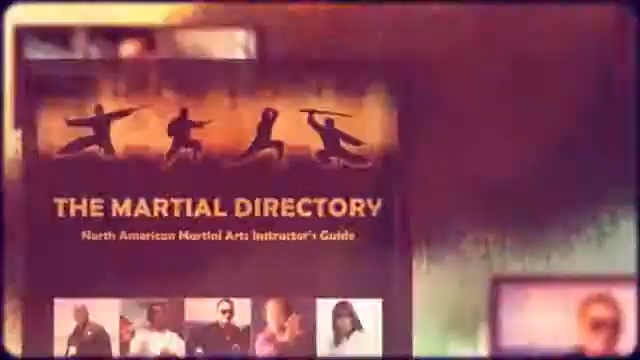 THE MARTIAL DIRECTORY
North American Martial Arts Instructor's Guide